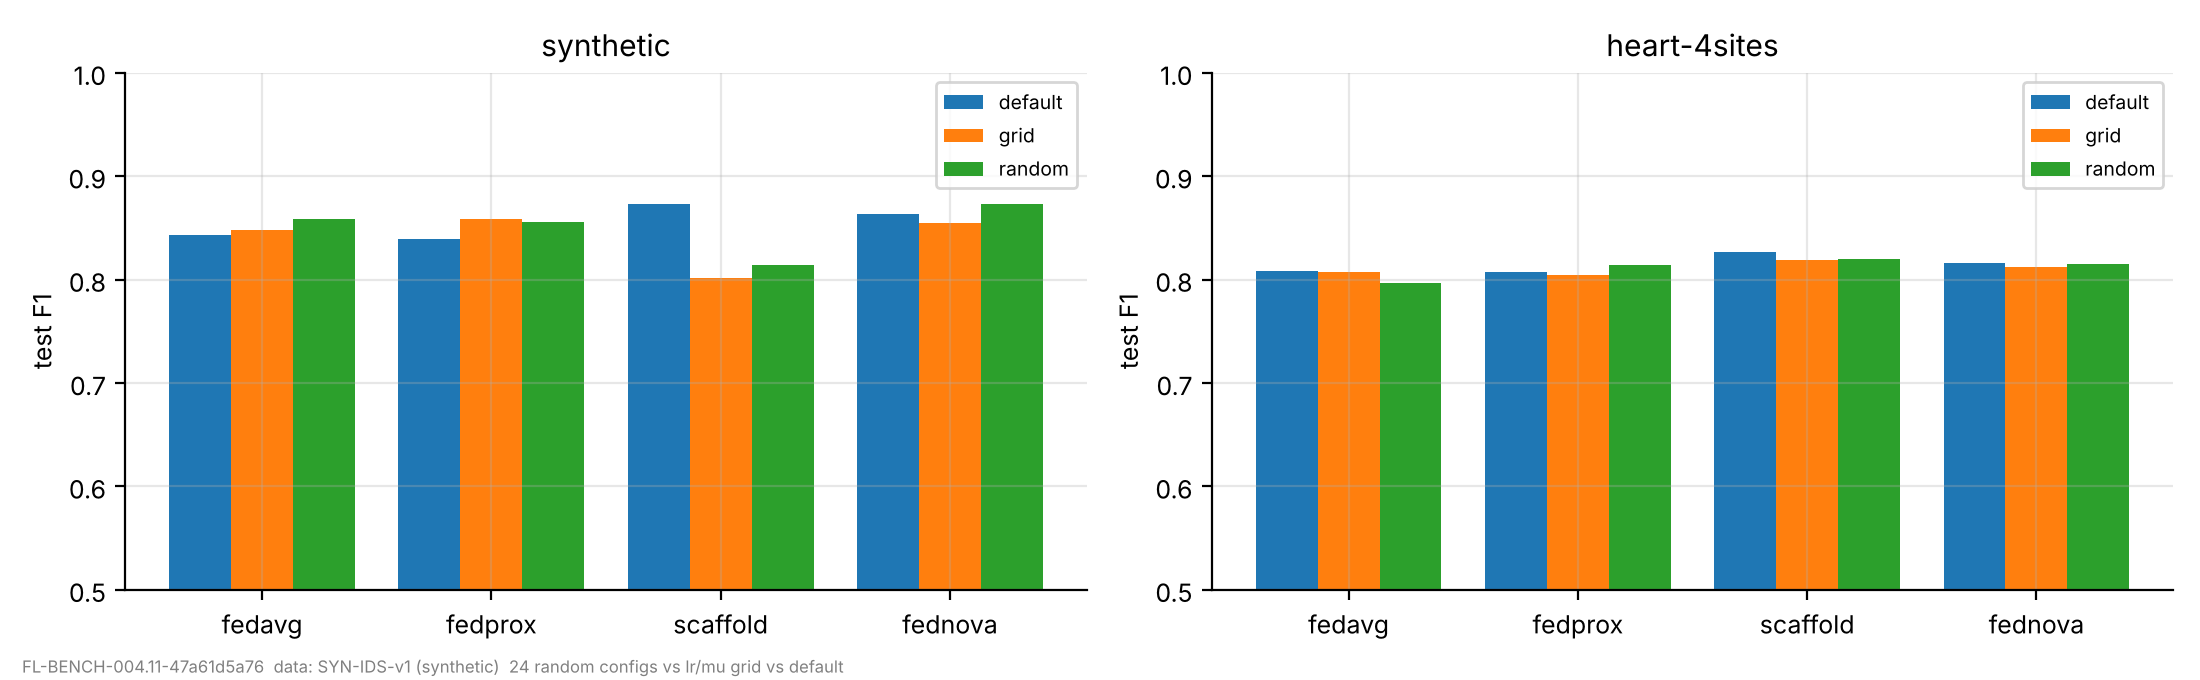 synthetic
1.0
0.9
0.8
0.7
0.6
0.5
test F1
default
grid
random
fedavg
fedprox
scaffold
fednova
heart-4sites
1.0
0.9
0.8
0.7
0.6
0.5
test F1
default
grid
random
fedavg
fedprox
scaffold
fednova
FL-BENCH-004.11-47a61d5a76 data: SYN-IDS-v1 (synthetic) 24 random configs vs lr/mu grid vs default